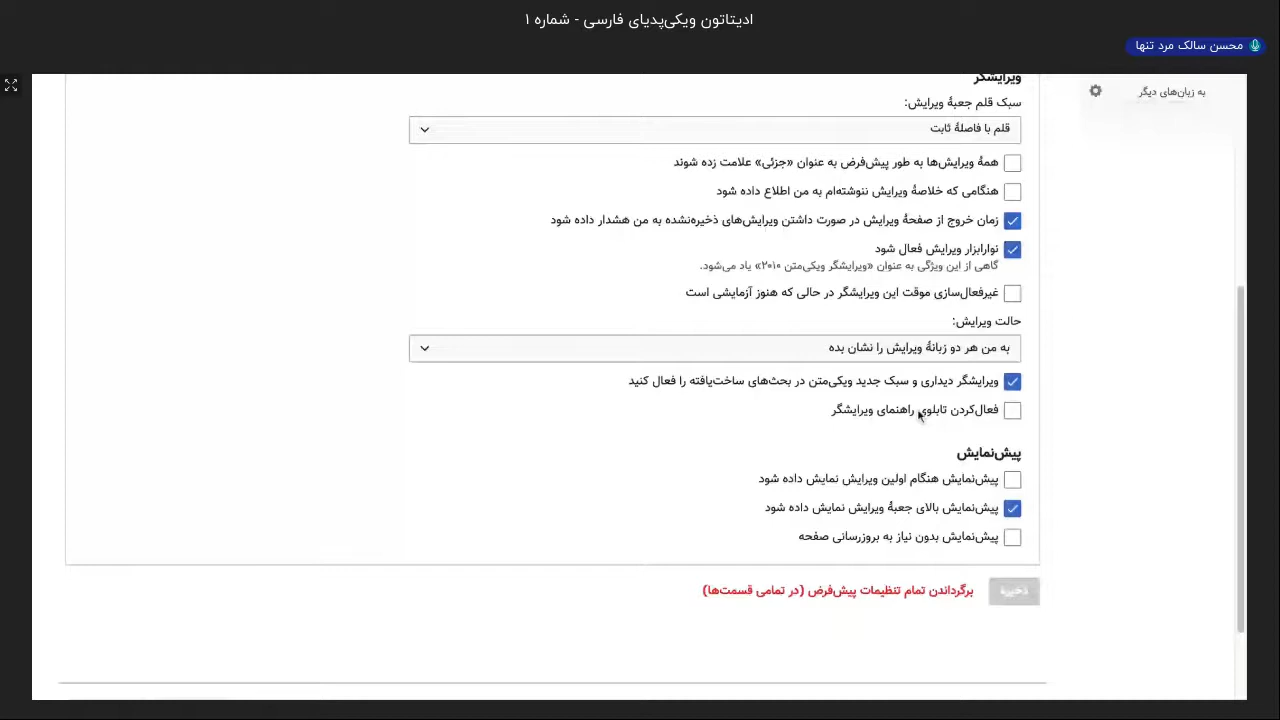 ادیتاتون ویکی‌پدیای فارسی - شماره ۱
محسن سالک مرد تنها
به زبان‌های دیگر
ویرایشگر
سبک قلم جعبهٔ ویرایش:
قلم با فاصلهٔ ثابت
همهٔ ویرایش‌ها به طور پیش‌فرض به عنوان «جزئی» علامت زده شوند
هنگامی که خلاصهٔ ویرایش ننوشته‌ام به من اطلاع داده شود
زمان خروج از صفحهٔ ویرایش در صورت داشتن ویرایش‌های ذخیره‌نشده به من هشدار داده شود
نوارابزار ویرایش فعال شود
گاهی از این ویژگی به عنوان «ویرایشگر ویکی‌متن ۲۰۱۰» یاد می‌شود.
غیرفعال‌سازی موقت این ویرایشگر در حالی که هنوز آزمایشی است
حالت ویرایش:
به من هر دو زبانهٔ ویرایش را نشان بده
ویرایشگر دیداری و سبک جدید ویکی‌متن در بحث‌های ساخت‌یافته را فعال کنید
فعال‌کردن تابلوی راهنمای ویرایشگر
پیش‌نمایش
پیش‌نمایش هنگام اولین ویرایش نمایش داده شود
پیش‌نمایش بالای جعبهٔ ویرایش نمایش داده شود
پیش‌نمایش بدون نیاز به بروزرسانی صفحه
ذخیره
برگرداندن تمام تنظیمات پیش‌فرض (در تمامی قسمت‌ها)